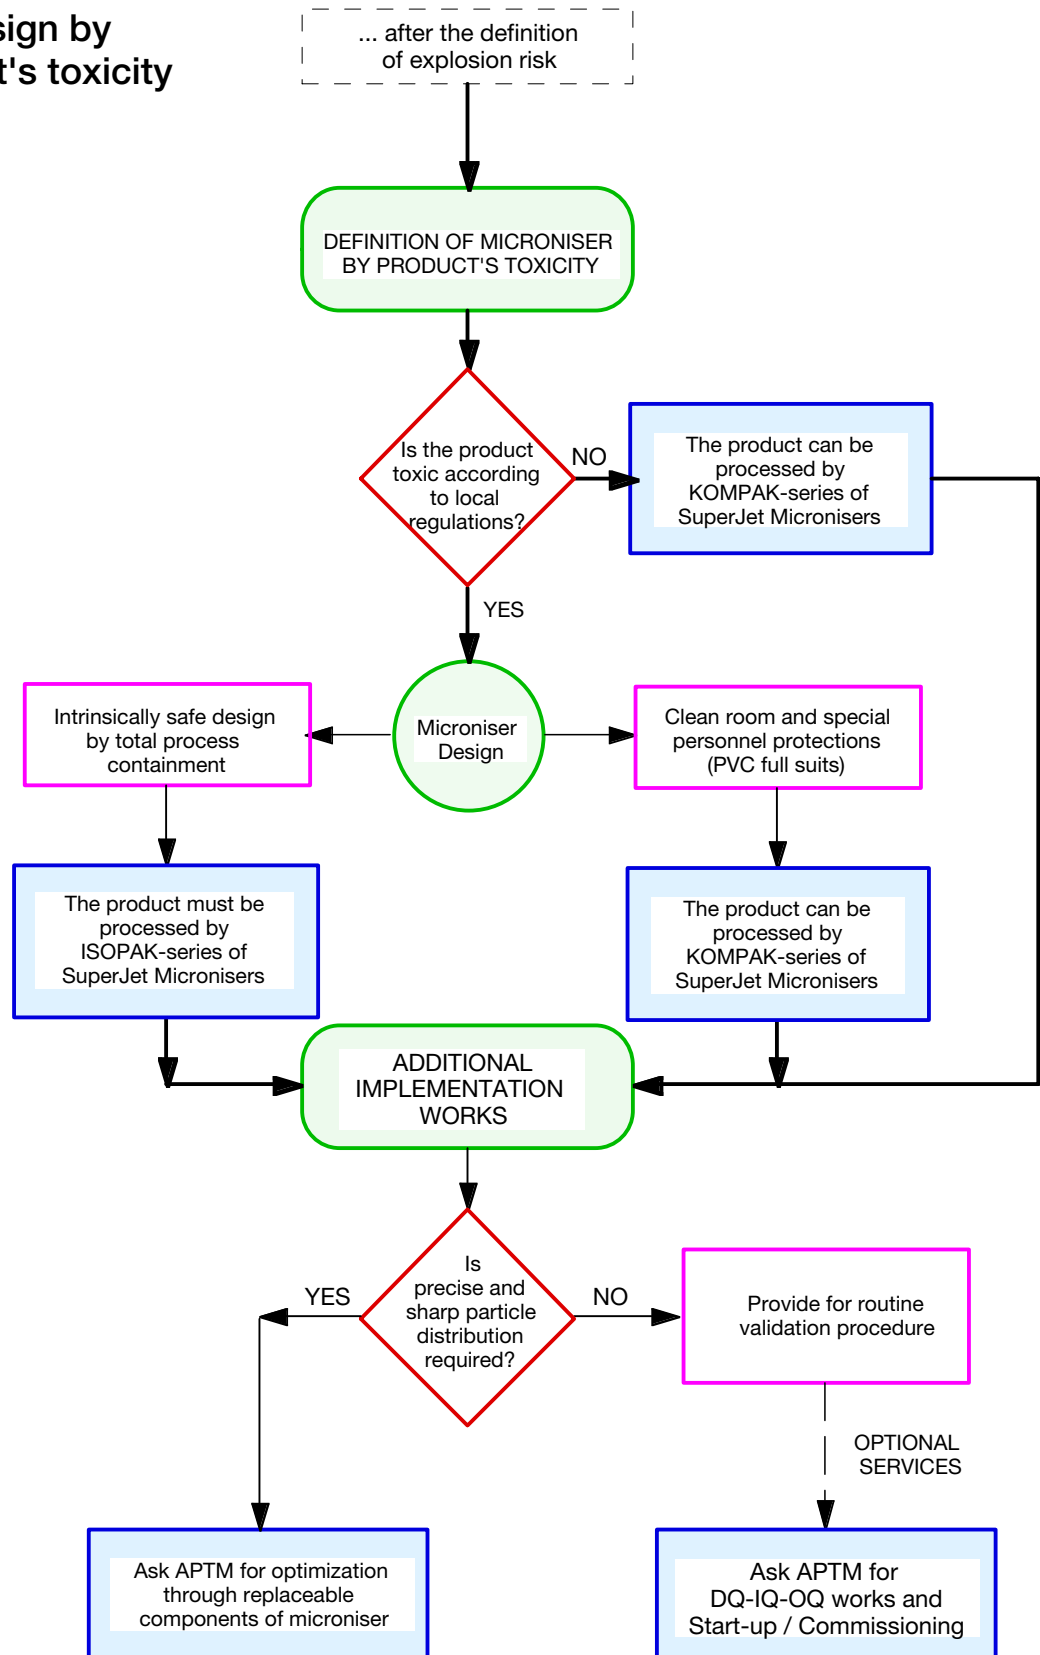 sign by
t's toxicity
... after the definition
of explosion risk
DEFINITION OF MICRONISER
BY PRODUCT'S TOXICITY
Is the product
toxic according
to local
regulations?
NO
The product can be
processed by
KOMPAK-series of
SuperJet Micronisers
YES
Intrinsically safe design
by total process
containment
Microniser
Design
Clean room and special
personnel protections
(PVC full suits)
The product must be
processed by
ISOPAK-series of
SuperJet Micronisers
The product can be
processed by
KOMPAK-series of
SuperJet Micronisers
ADDITIONAL
IMPLEMENTATION
WORKS
Is
precise and
sharp particle
distribution
required?
YES
NO
Provide for routine
validation procedure
OPTIONAL
SERVICES
Ask APTM for optimization
through replaceable
components of microniser
Ask APTM for
DQ-IQ-OQ works and
Start-up / Commissioning